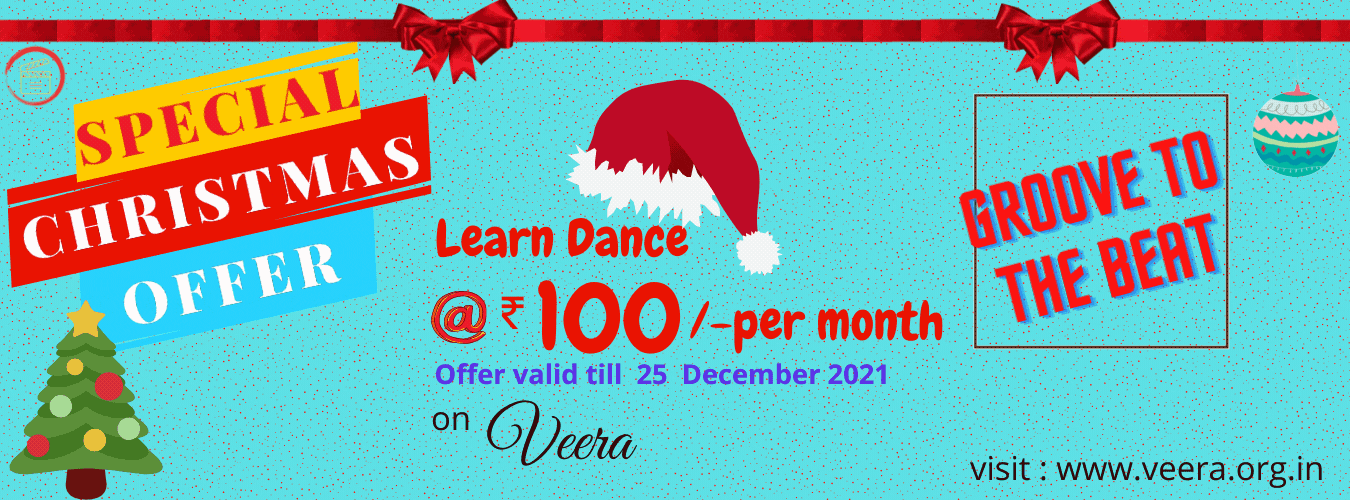 SPECIAL
CHRISTMAS
OFFER
Learn Dance
@ ₹ 100 /-per month
Offer valid till 25 December 2021
on Veera
GROOVE TO
THE BEAT
visit : www.veera.org.in